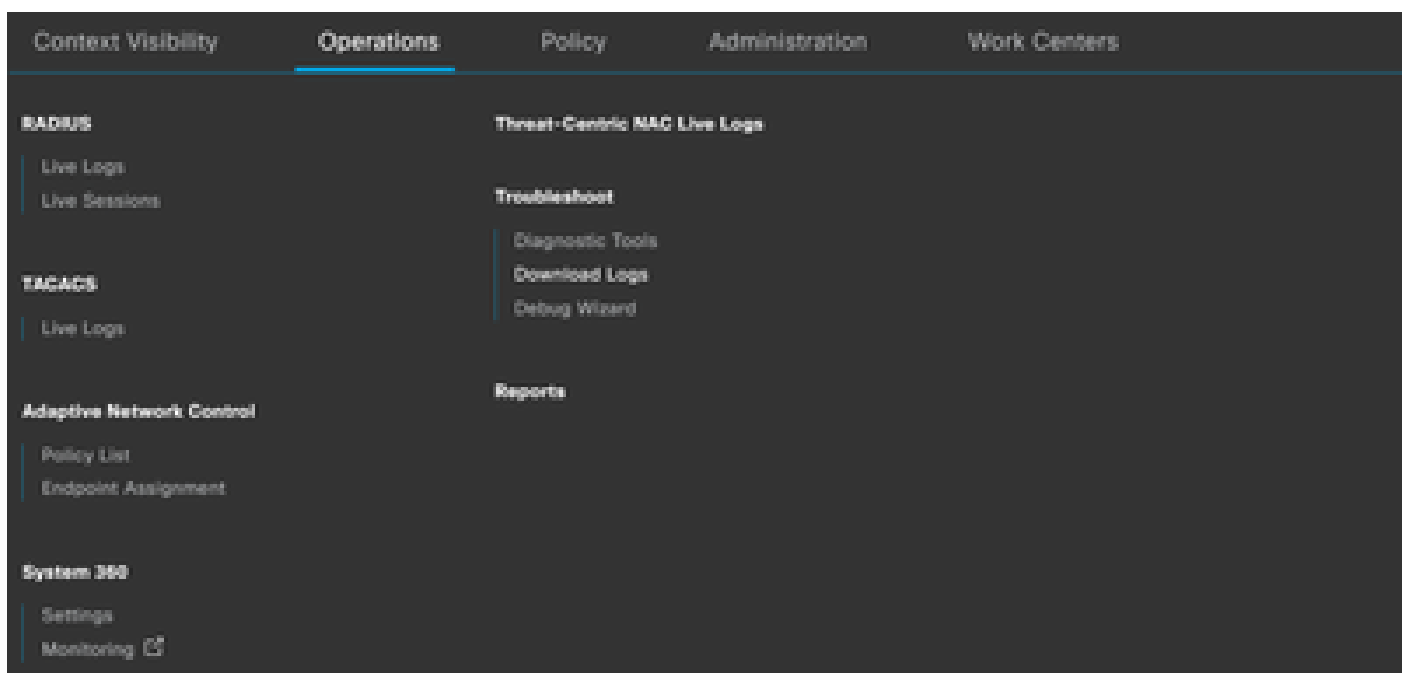 Context Visibility Operations Policy Administration Work Centers
RADIUS
Live Logs
Live Sessions
TACACS
Live Logs
Adaptive Network Control
Policy List
Endpoint Assignment
System 360
Settings
Monitoring
Threat-Centric NAC Live Logs
Troubleshoot
Diagnostic Tools
Download Logs
Debug Wizard
Reports